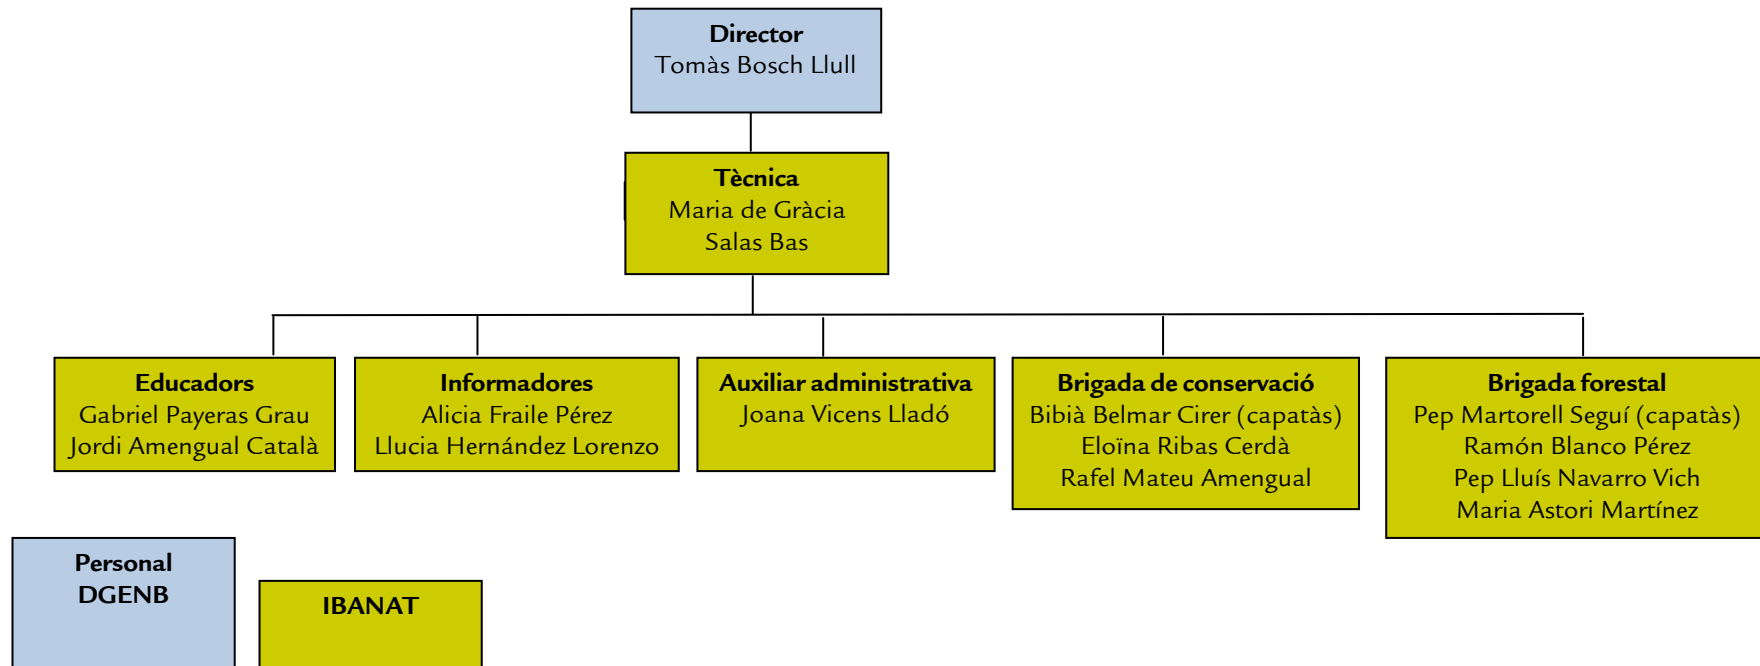 Director
Tomàs Bosch Llull
Tècnica
Maria de Gràcia
Salas Bas
Educadors
Gabriel Payeras Grau
Jordi Amengual Català
Informadores
Alicia Fraile Pérez
Llucia Hernández Lorenzo
Auxiliar administrativa
Joana Vicens Lladó
Brigada de conservació
Bibià Belmar Cirer (capatàs)
Eloïna Ribas Cerdà
Rafel Mateu Amengual
Brigada forestal
Pep Martorell Seguí (capatàs)
Ramón Blanco Pérez
Pep Lluís Navarro Vich
Maria Astori Martínez
Personal
DGENB
IBANAT